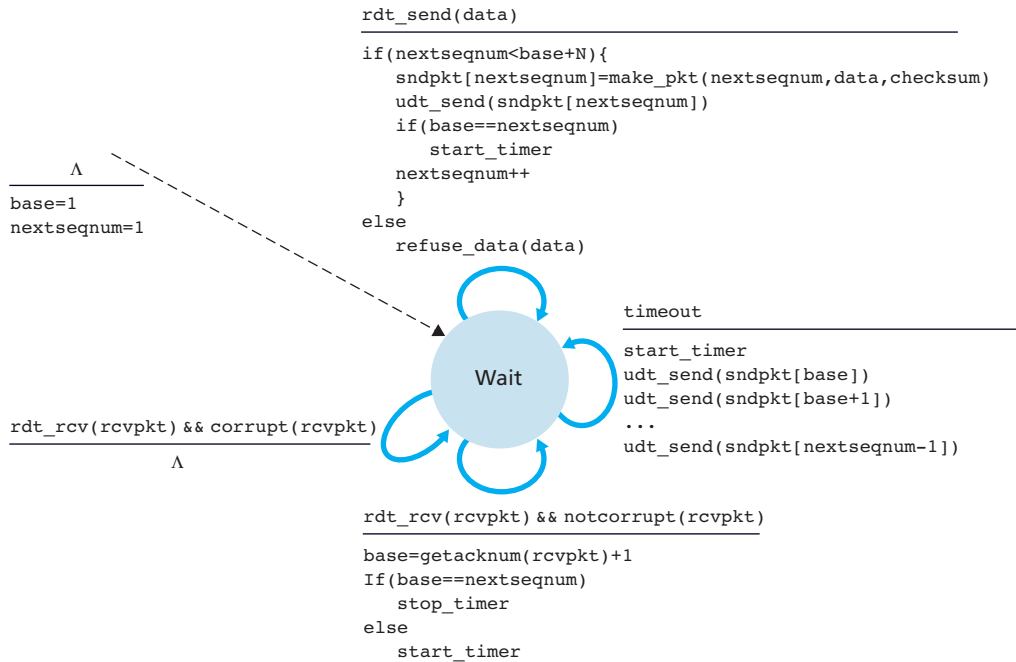 rdt_send(data)
if(nextseqnum<base+N){
sndpkt[nextseqnum]=make_pkt(nextseqnum,data,checksum)
udt_send(sndpkt[nextseqnum])
if(base==nextseqnum)
start_timer
nextseqnum++
}
else
refuse_data(data)
Λ
base=1
nextseqnum=1
Wait
timeout
start_timer
udt_send(sndpkt[base])
udt_send(sndpkt[base+1])
...
udt_send(sndpkt[nextseqnum-1])
rdt_rcv(rcvpkt) && corrupt(rcvpkt)
Λ
rdt_rcv(rcvpkt) && notcorrupt(rcvpkt)
base=getacknum(rcvpkt)+1
If(base==nextseqnum)
stop_timer
else
start_timer